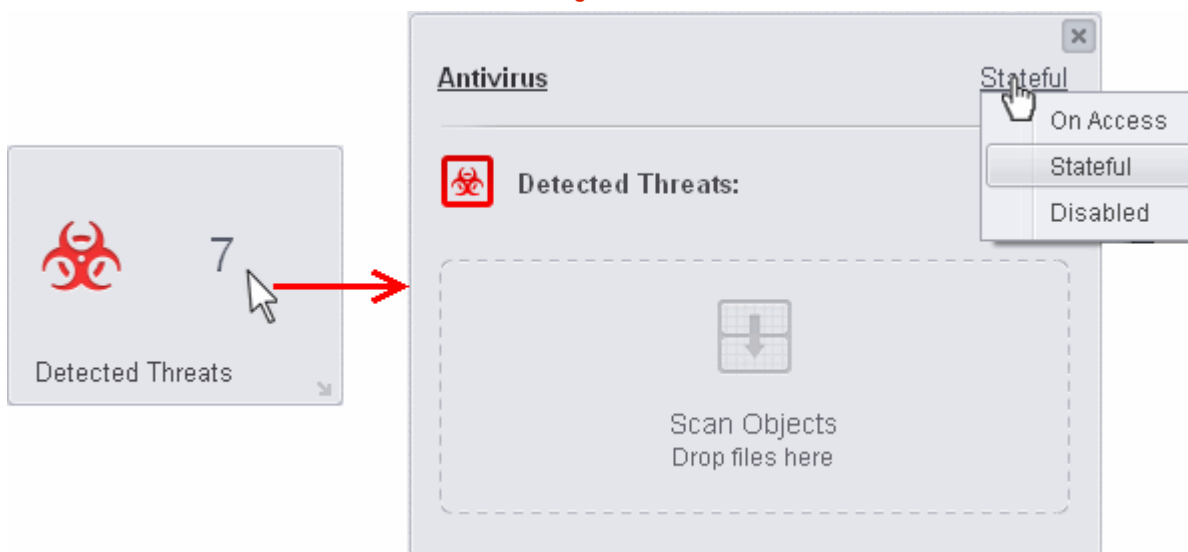 Antivirus
Stateful
On Access
Stateful
Disabled
Detected Threats:
7
Detected Threats
Scan Objects
Drop files here